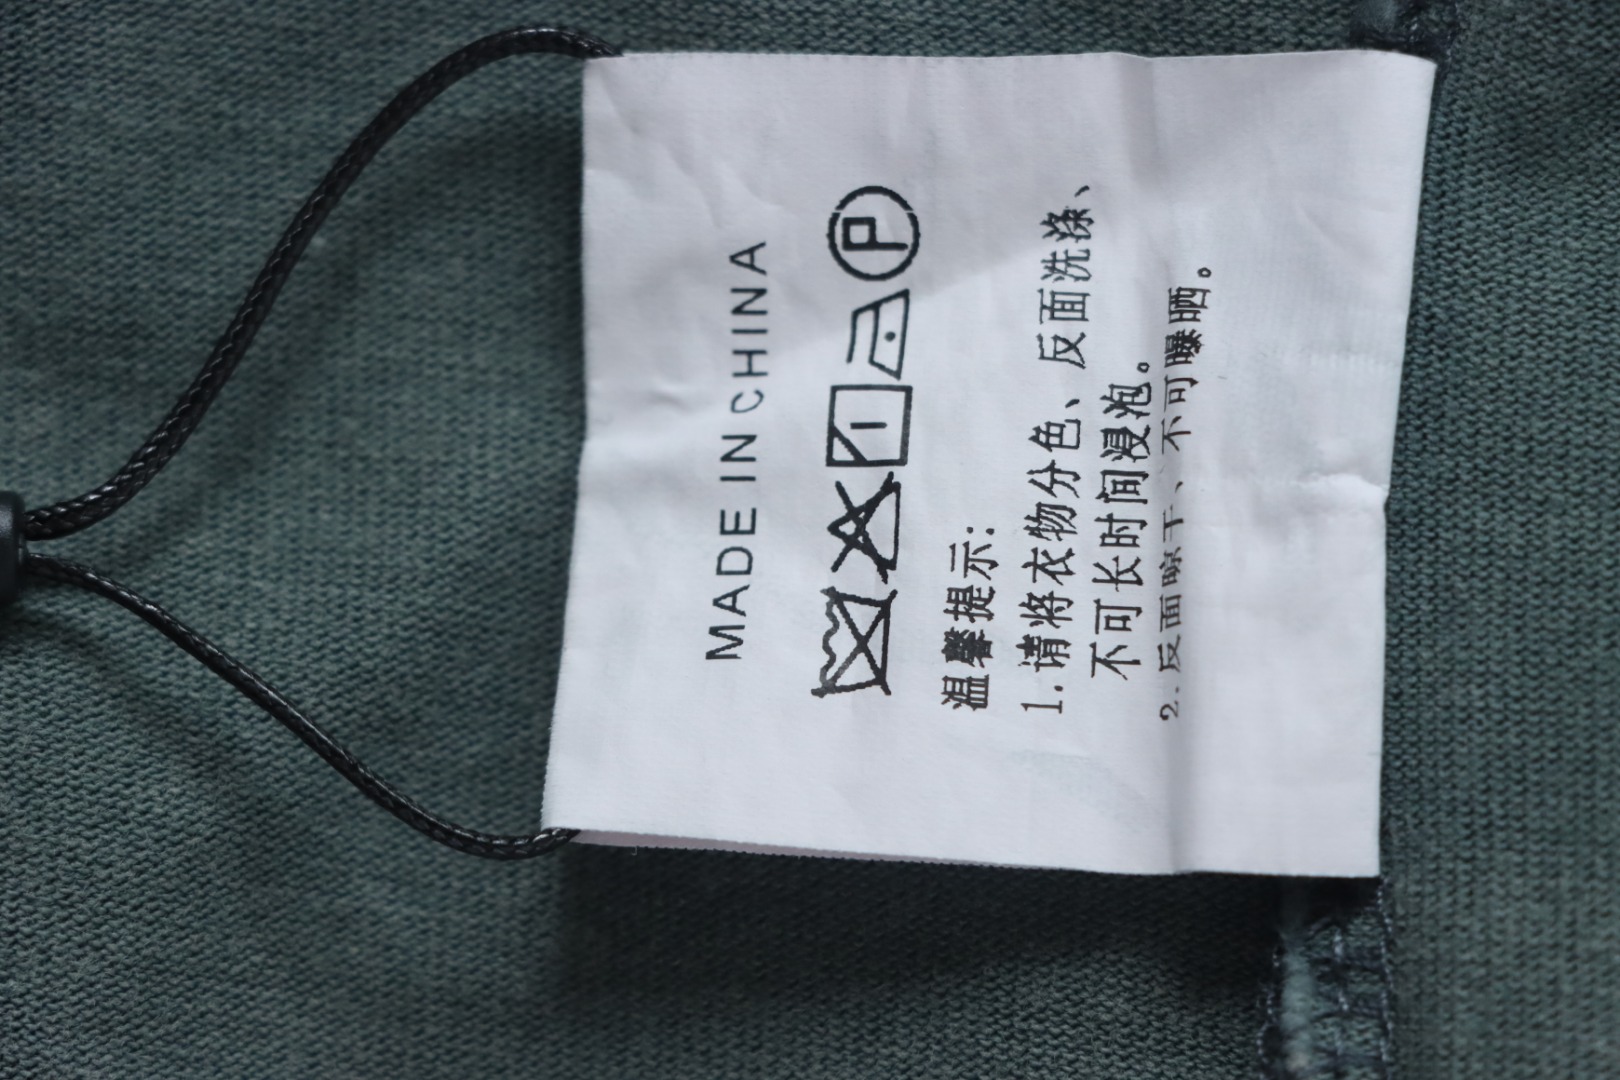 MADE IN CHINA
P
温馨提示:
1.请将衣物分色、反面洗涤、
不可长时间浸泡。
2.反面晾干、不可曝晒。